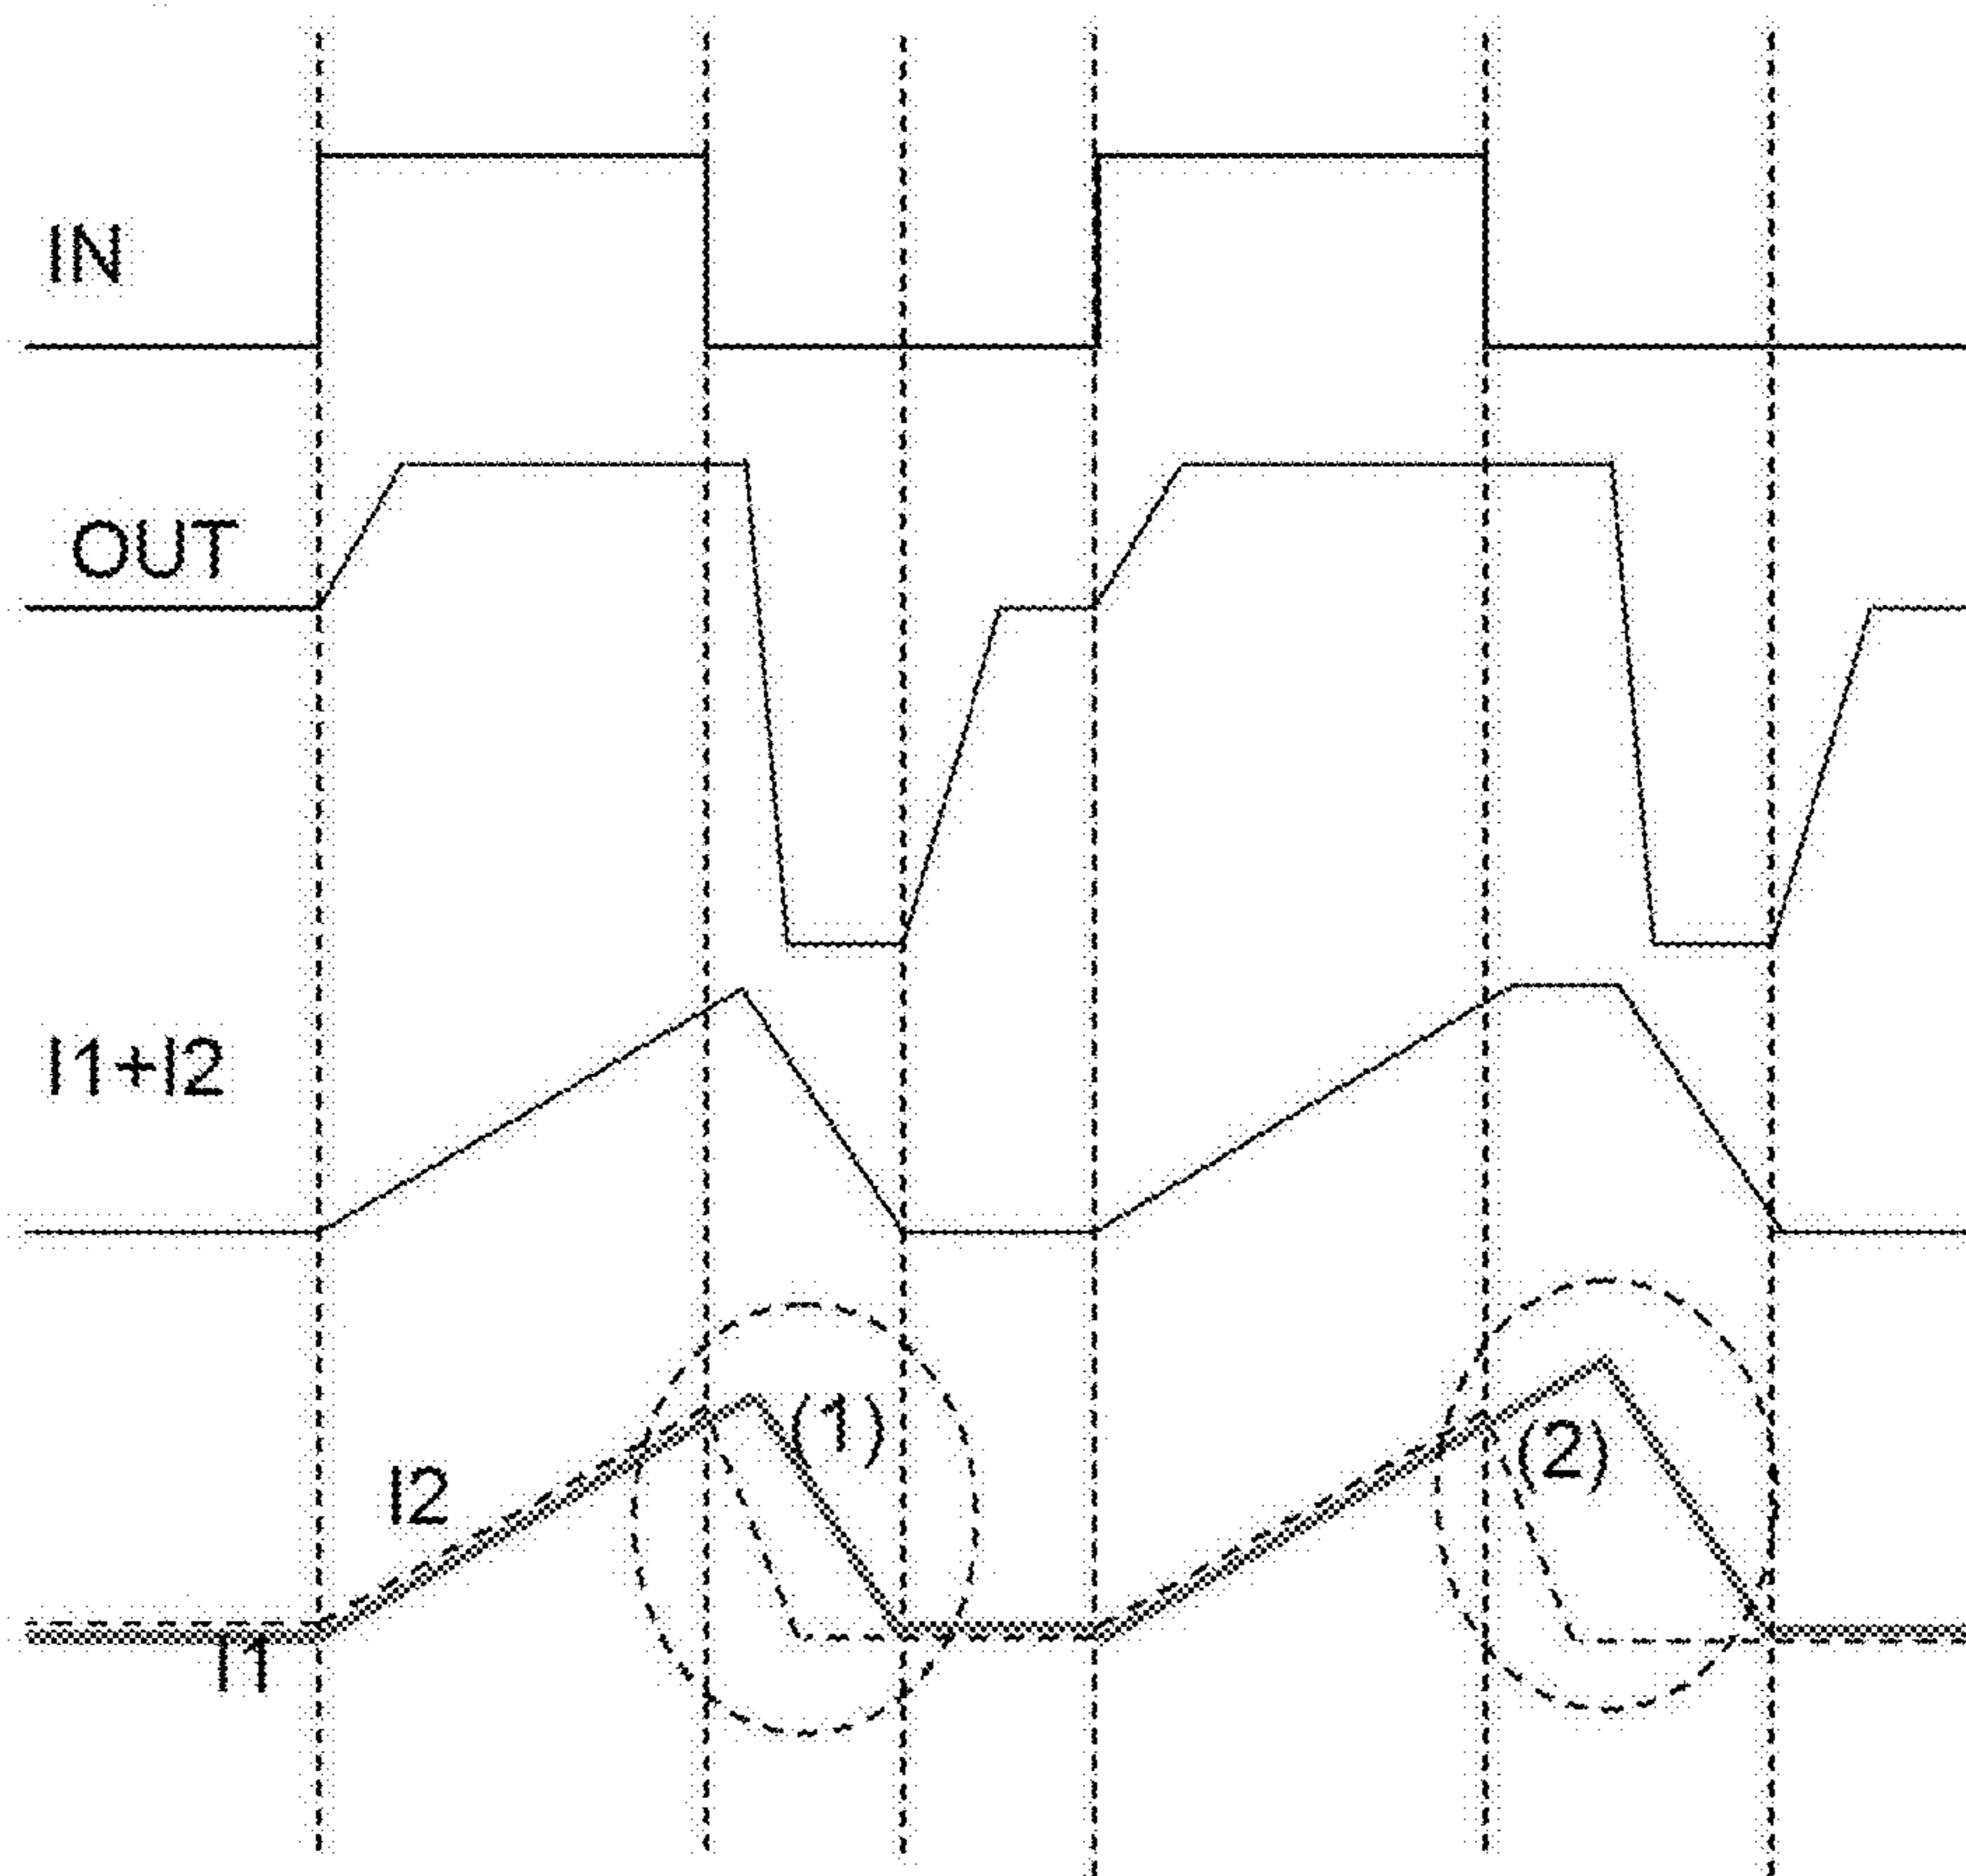 IN
OUT
I1+I2
(1)
(2)
I2
I1